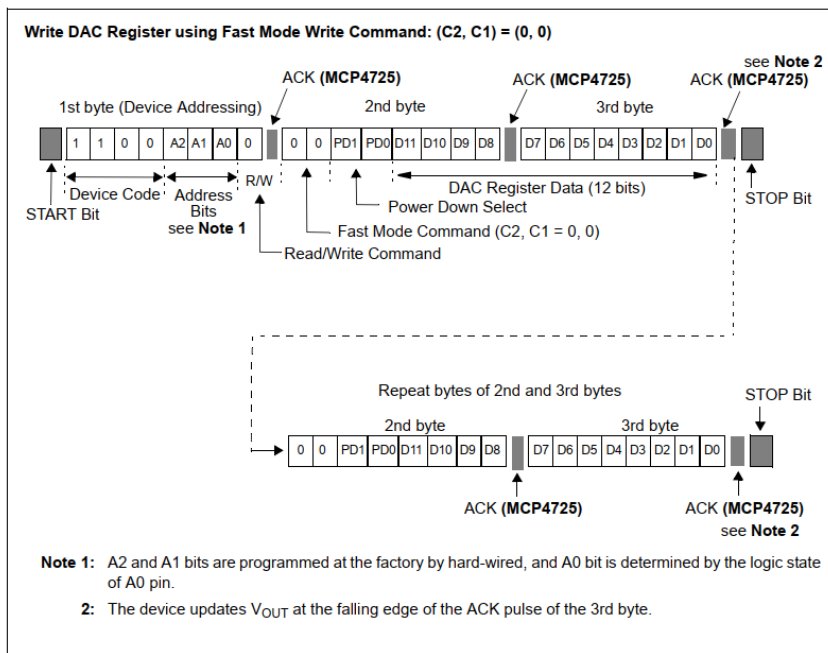 Write DAC Register using Fast Mode Write Command: (C2, C1) = (0, 0)
see Note 2
ACK (MCP4725) ACK (MCP4725) ACK (MCP4725)
1st byte (Device Addressing) 2nd byte 3rd byte
1 1 0 0 A2 A1 A0 0 0 0 PD1 PD0 D11 D10 D9 D8 D7 D6 D5 D4 D3 D2 D1 D0
R/W
Device Code Address Bits DAC Register Data (12 bits)
START Bit see Note 1 Power Down Select STOP Bit
Fast Mode Command (C2, C1 = 0, 0)
Read/Write Command
Repeat bytes of 2nd and 3rd bytes STOP Bit
2nd byte 3rd byte
0 0 PD1 PD0 D11 D10 D9 D8 D7 D6 D5 D4 D3 D2 D1 D0
ACK (MCP4725) ACK (MCP4725)
see Note 2
Note 1: A2 and A1 bits are programmed at the factory by hard-wired, and A0 bit is determined by the logic state
of A0 pin.
2: The device updates VOUT at the falling edge of the ACK pulse of the 3rd byte.